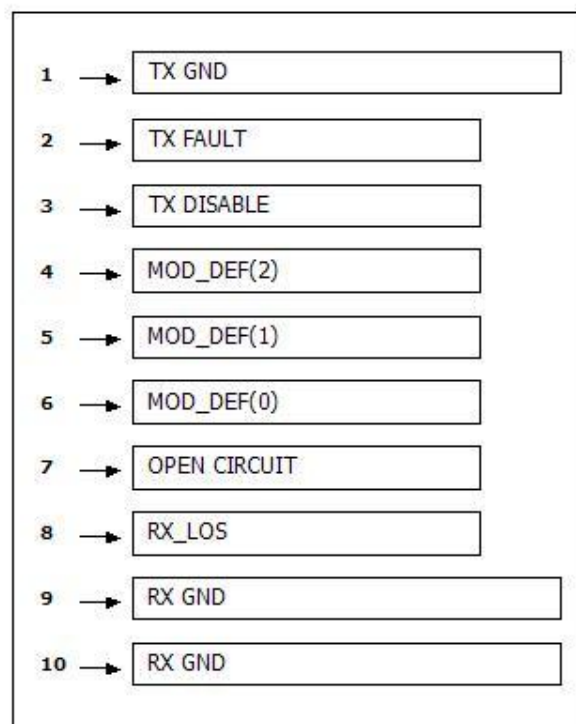 1 TX GND
2 TX FAULT
3 TX DISABLE
4 MOD_DEF(2)
5 MOD_DEF(1)
6 MOD_DEF(0)
7 OPEN CIRCUIT
8 RX_LOS
9 RX GND
10 RX GND